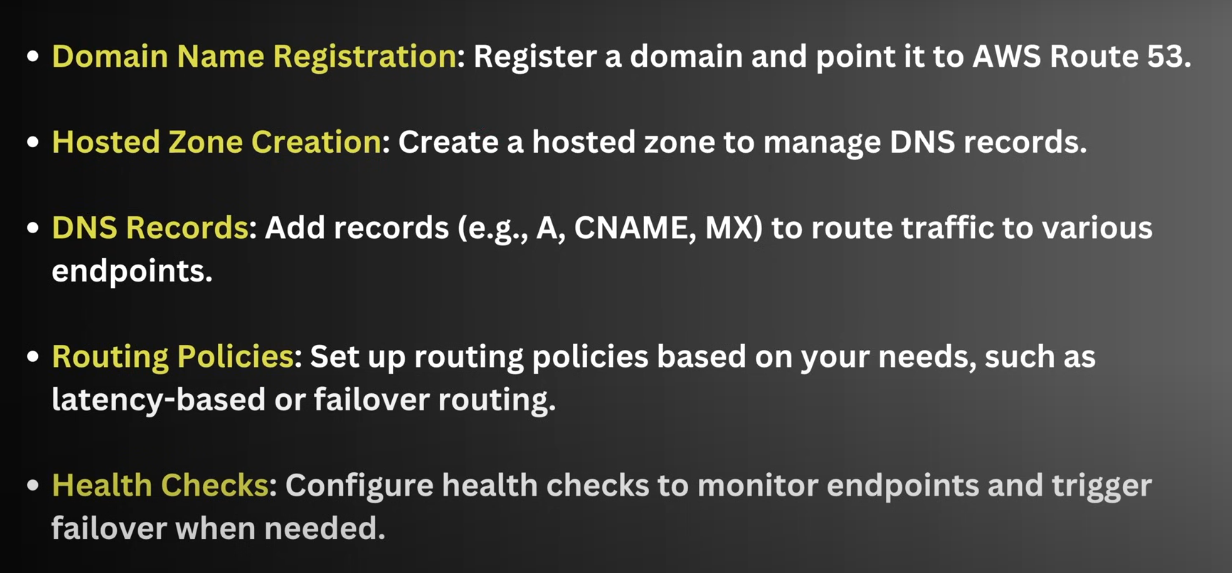 • Domain Name Registration: Register a domain and point it to AWS Route 53.
• Hosted Zone Creation: Create a hosted zone to manage DNS records.
• DNS Records: Add records (e.g., A, CNAME, MX) to route traffic to various
endpoints.
• Routing Policies: Set up routing policies based on your needs, such as
latency-based or failover routing.
• Health Checks: Configure health checks to monitor endpoints and trigger
failover when needed.